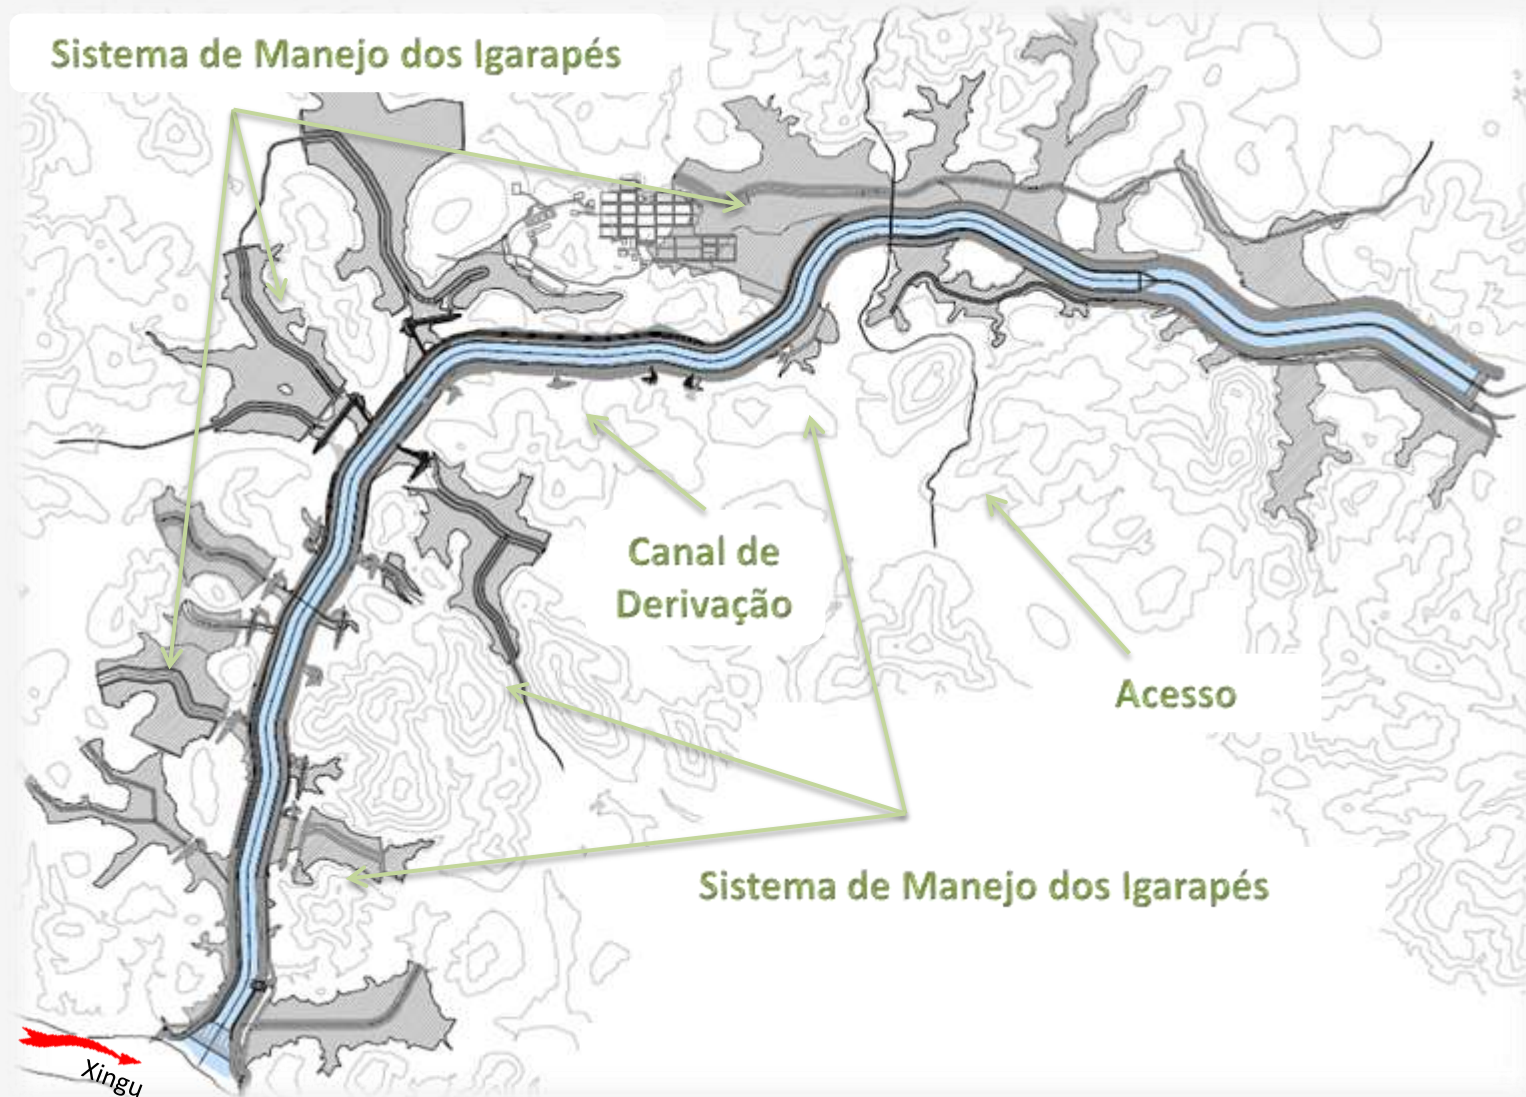 Sistema de Manejo dos Igarapés
Canal de
Derivação
Acesso
Sistema de Manejo dos Igarapés
Xingu